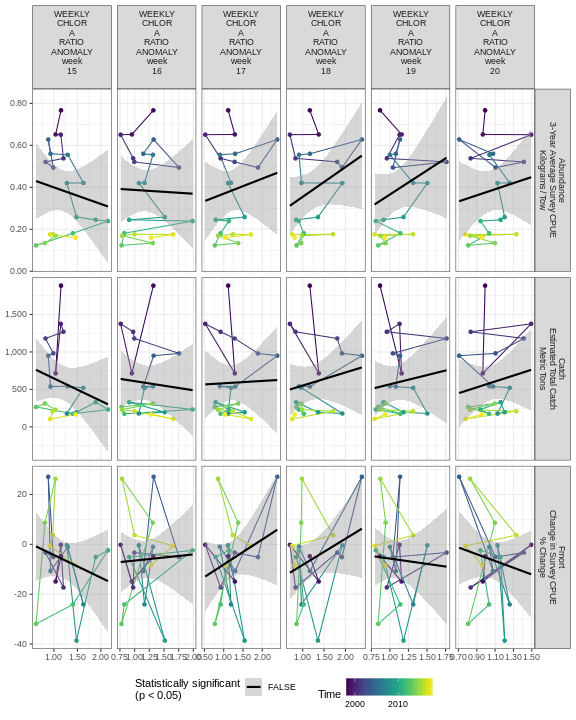 WEEKLY
CHLOR
A
RATIO
ANOMALY
week
15
WEEKLY
CHLOR
A
RATIO
ANOMALY
week
16
WEEKLY
CHLOR
A
RATIO
ANOMALY
week
17
WEEKLY
CHLOR
A
RATIO
ANOMALY
week
18
WEEKLY
CHLOR
A
RATIO
ANOMALY
week
19
WEEKLY
CHLOR
A
RATIO
ANOMALY
week
20
0.80
0.60
0.40
0.20
0.00
Abundance
3-Year Average Survey CPUE
Kilograms / Tow
1,500
1,000
500
0
Catch
Estimated Total Catch
Metric Tons
20
0
-20
-40
Fmort
Change in Survey CPUE
% Change
1.00 1.50 2.00
0.75 1.00 1.25 1.50 1.75 2.00
0.50 1.00 1.50 2.00
1.00 1.50 2.00
0.75 1.00 1.25 1.50 1.75
0.70 0.90 1.10 1.30 1.50
Statistically significant
(p < 0.05)
FALSE
Time
2000 2010